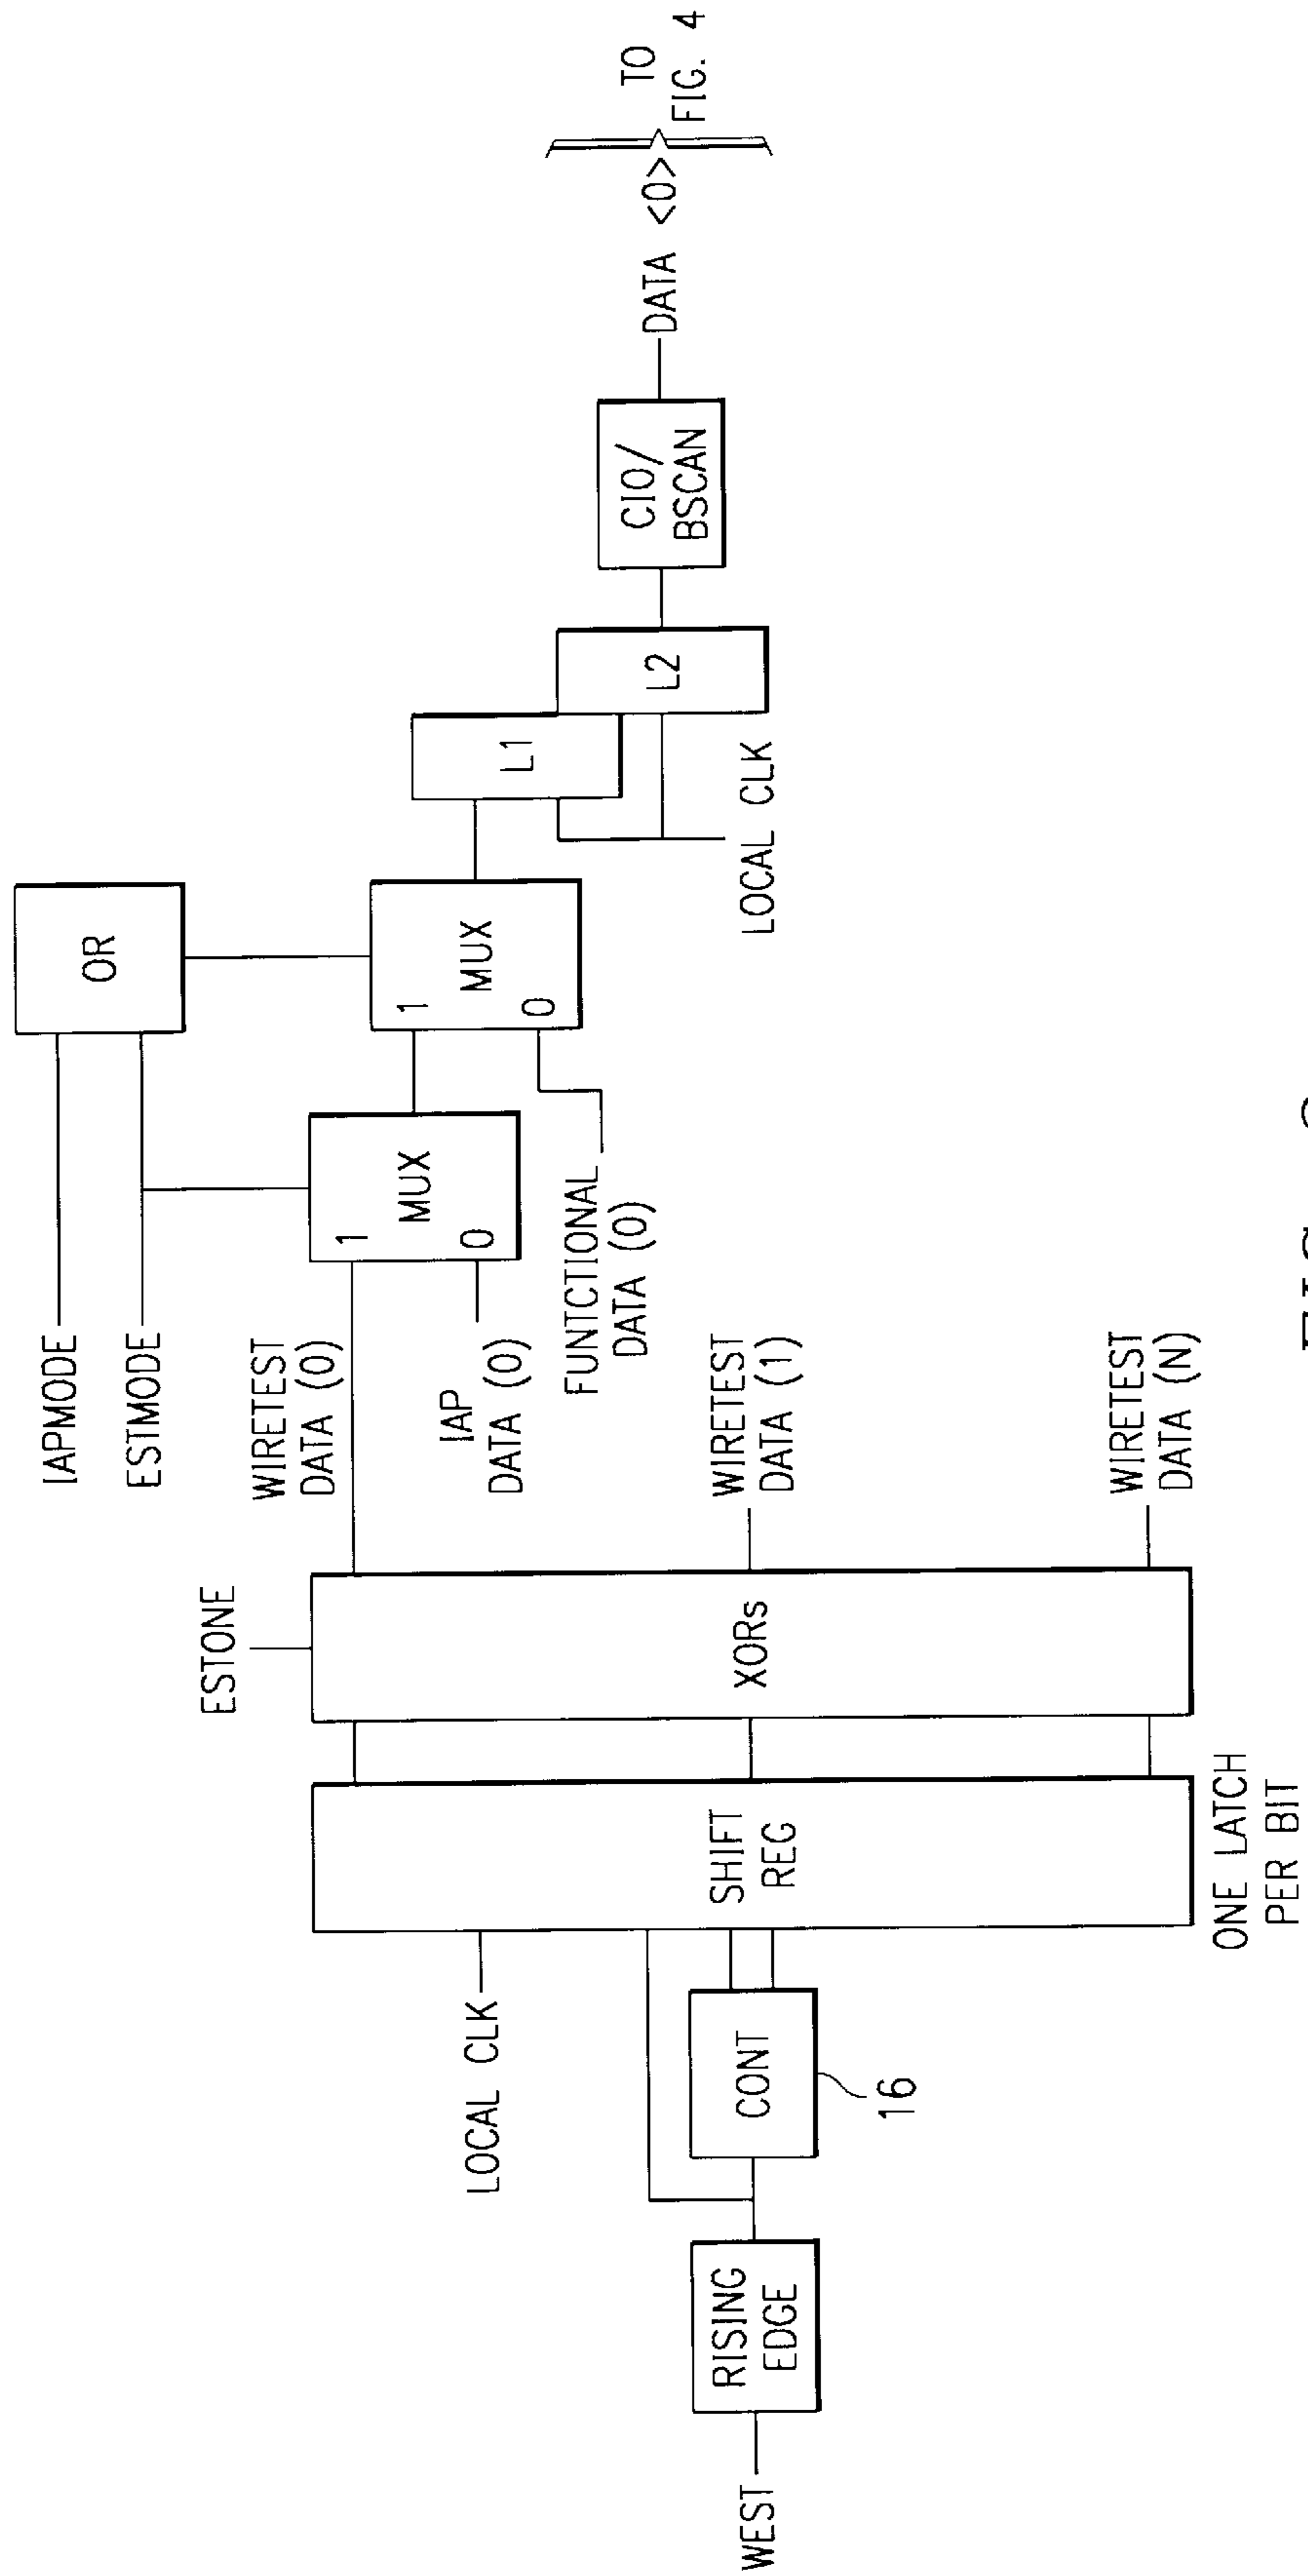 IAPMODE
ESTMODE
OR
ESTONE
WIRETEST
DATA (0)
1
MUX
0
IAP
DATA (0)
1
MUX
0
FUNTCTIONAL
DATA (0)
L1
L2
LOCAL CLK
CIO/
BSCAN
DATA <0>
TO
FIG. 4
LOCAL CLK
SHIFT
REG
XORs
WIRETEST
DATA (1)
WIRETEST
DATA (N)
WEST
RISING
EDGE
CONT
16
ONE LATCH
PER BIT